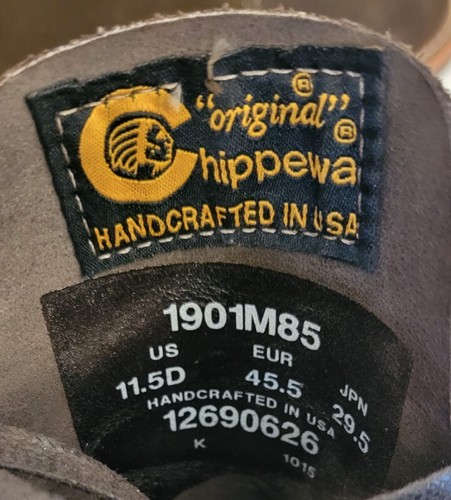 "original"®
Chippewa®
HANDCRAFTED IN USA
1901M85
US EUR JPN
11.5D 45.5 29.5
HANDCRAFTED IN USA
12690626
K 1015